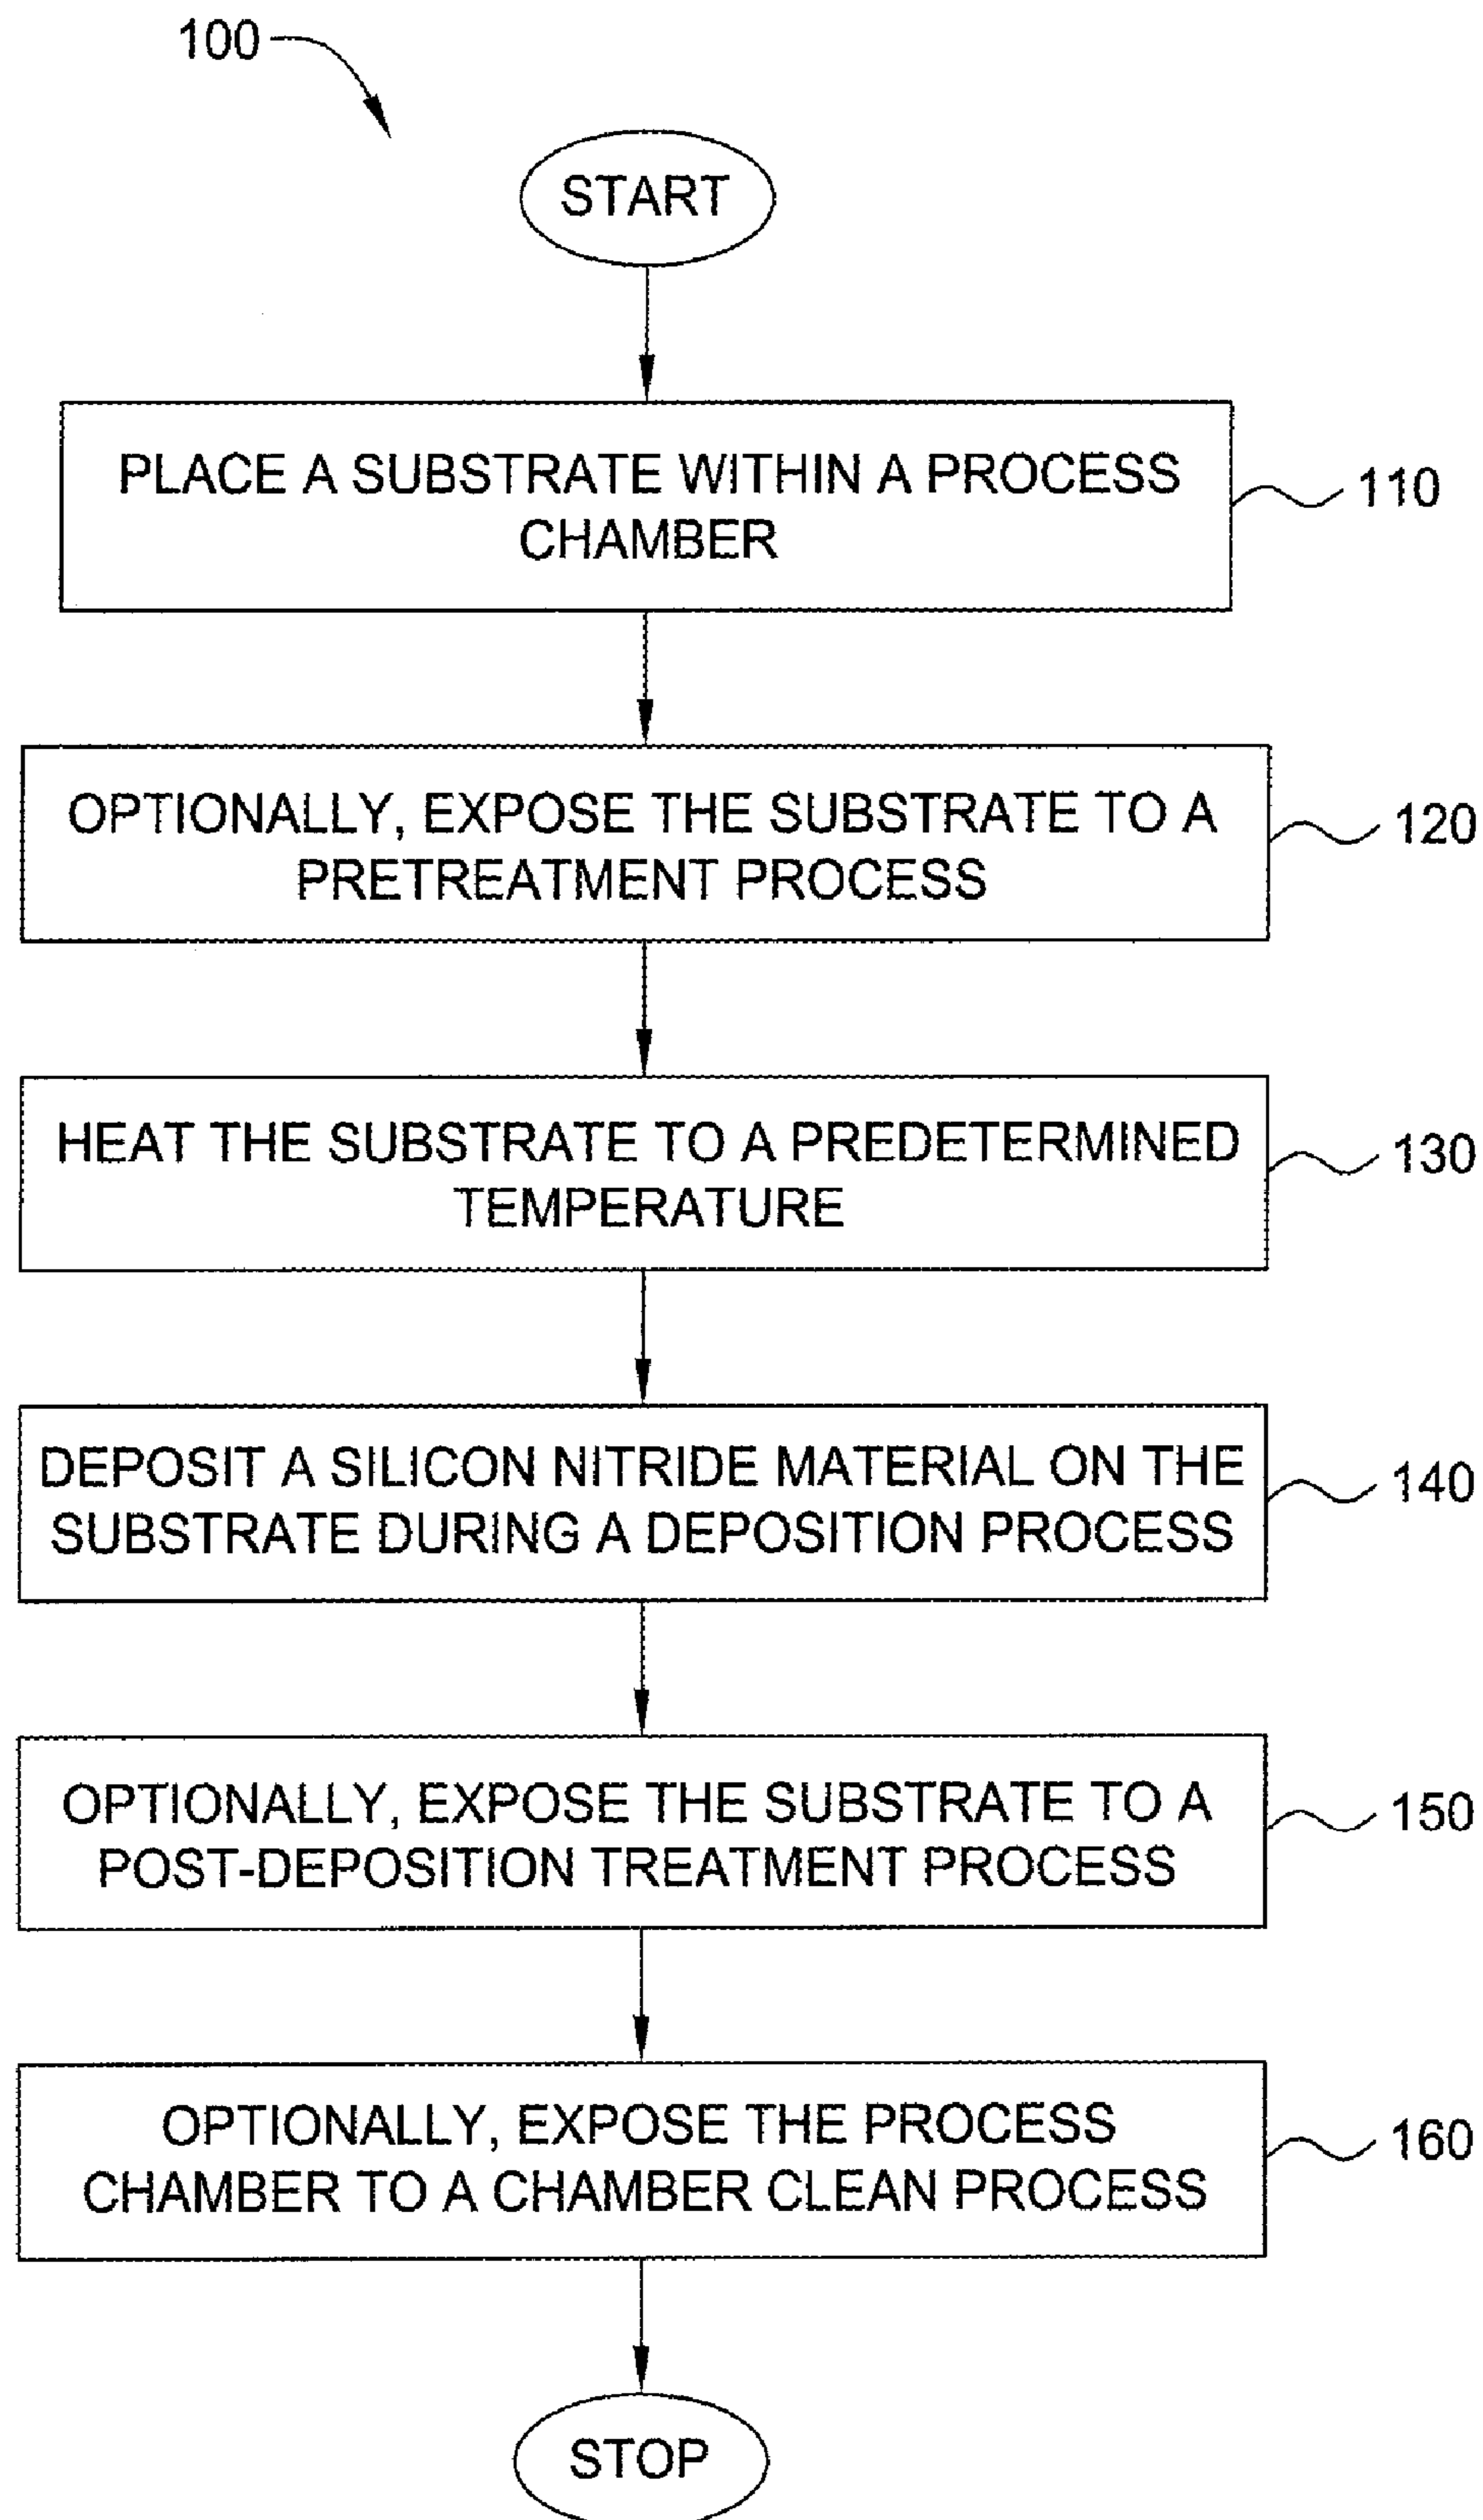 100
START
PLACE A SUBSTRATE WITHIN A PROCESS
CHAMBER
110
OPTIONALLY, EXPOSE THE SUBSTRATE TO A
PRETREATMENT PROCESS
120
HEAT THE SUBSTRATE TO A PREDETERMINED
TEMPERATURE
130
DEPOSIT A SILICON NITRIDE MATERIAL ON THE
SUBSTRATE DURING A DEPOSITION PROCESS
140
OPTIONALLY, EXPOSE THE SUBSTRATE TO A
POST-DEPOSITION TREATMENT PROCESS
150
OPTIONALLY, EXPOSE THE PROCESS
CHAMBER TO A CHAMBER CLEAN PROCESS
160
STOP